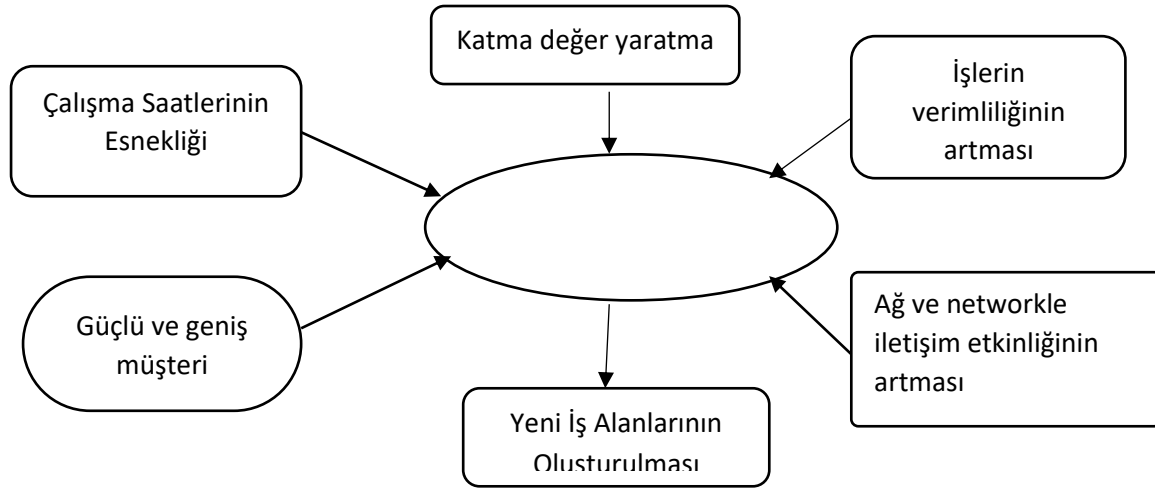 Katma değer yaratma
Çalışma Saatlerinin
Esnekliği
İşlerin
verimliliğinin
artması
Güçlü ve geniş
müşteri
Ağ ve networkle
iletişim etkinliğinin
artması
Yeni İş Alanlarının
Oluşturulması